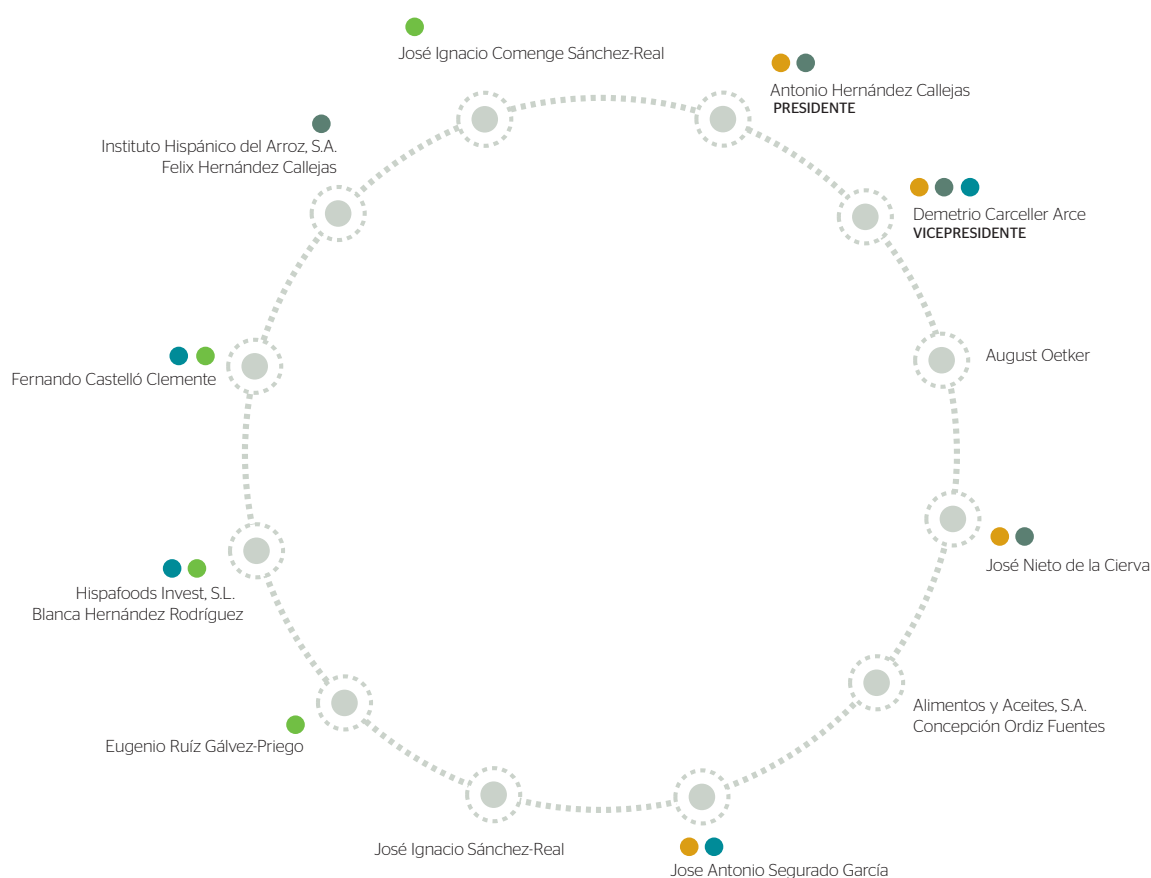 José Ignacio Comenge Sánchez-Real
Antonio Hernández Callejas
PRESIDENTE
Instituto Hispánico del Arroz, S.A.
Felix Hernández Callejas
Demetrio Carceller Arce
VICEPRESIDENTE
August Oetker
Fernando Castelló Clemente
José Nieto de la Cierva
Hispafoods Invest, S.L.
Blanca Hernández Rodríguez
Alimentos y Aceites, S.A.
Concepción Ordiz Fuentes
Eugenio Ruíz Gálvez-Priego
José Ignacio Sánchez-Real
Jose Antonio Segurado García